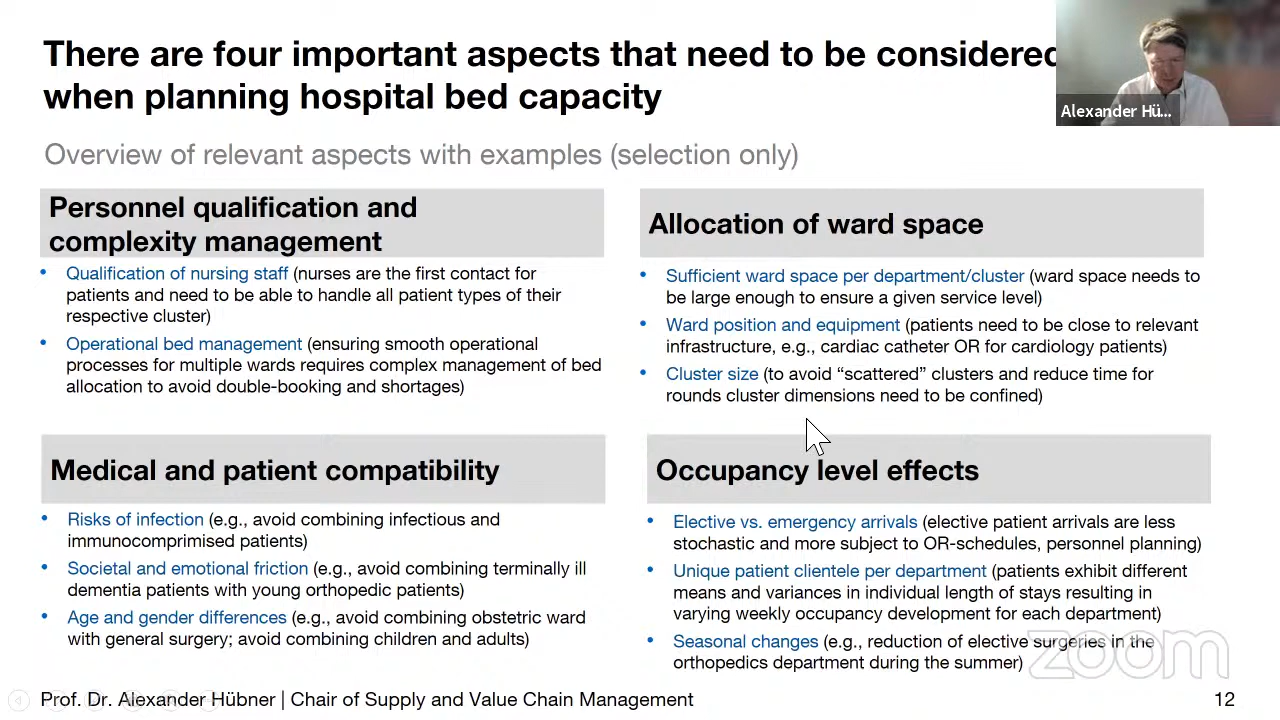 There are four important aspects that need to be considered
when planning hospital bed capacity
Alexander Hü...
Overview of relevant aspects with examples (selection only)
Personnel qualification and
complexity management
• Qualification of nursing staff (nurses are the first contact for
patients and need to be able to handle all patient types of their
respective cluster)
• Operational bed management (ensuring smooth operational
processes for multiple wards requires complex management of bed
allocation to avoid double-booking and shortages)
Allocation of ward space
• Sufficient ward space per department/cluster (ward space needs to
be large enough to ensure a given service level)
• Ward position and equipment (patients need to be close to relevant
infrastructure, e.g., cardiac catheter OR for cardiology patients)
• Cluster size (to avoid “scattered” clusters and reduce time for
rounds cluster dimensions need to be confined)
Medical and patient compatibility
• Risks of infection (e.g., avoid combining infectious and
immunocomprimised patients)
• Societal and emotional friction (e.g., avoid combining terminally ill
dementia patients with young orthopedic patients)
• Age and gender differences (e.g., avoid combining obstetric ward
with general surgery; avoid combining children and adults)
Occupancy level effects
• Elective vs. emergency arrivals (elective patient arrivals are less
stochastic and more subject to OR-schedules, personnel planning)
• Unique patient clientele per department (patients exhibit different
means and variances in individual length of stays resulting in
varying weekly occupancy development for each department)
• Seasonal changes (e.g., reduction of elective surgeries in the
orthopedics department during the summer)
zoom
Prof. Dr. Alexander Hübner | Chair of Supply and Value Chain Management
12